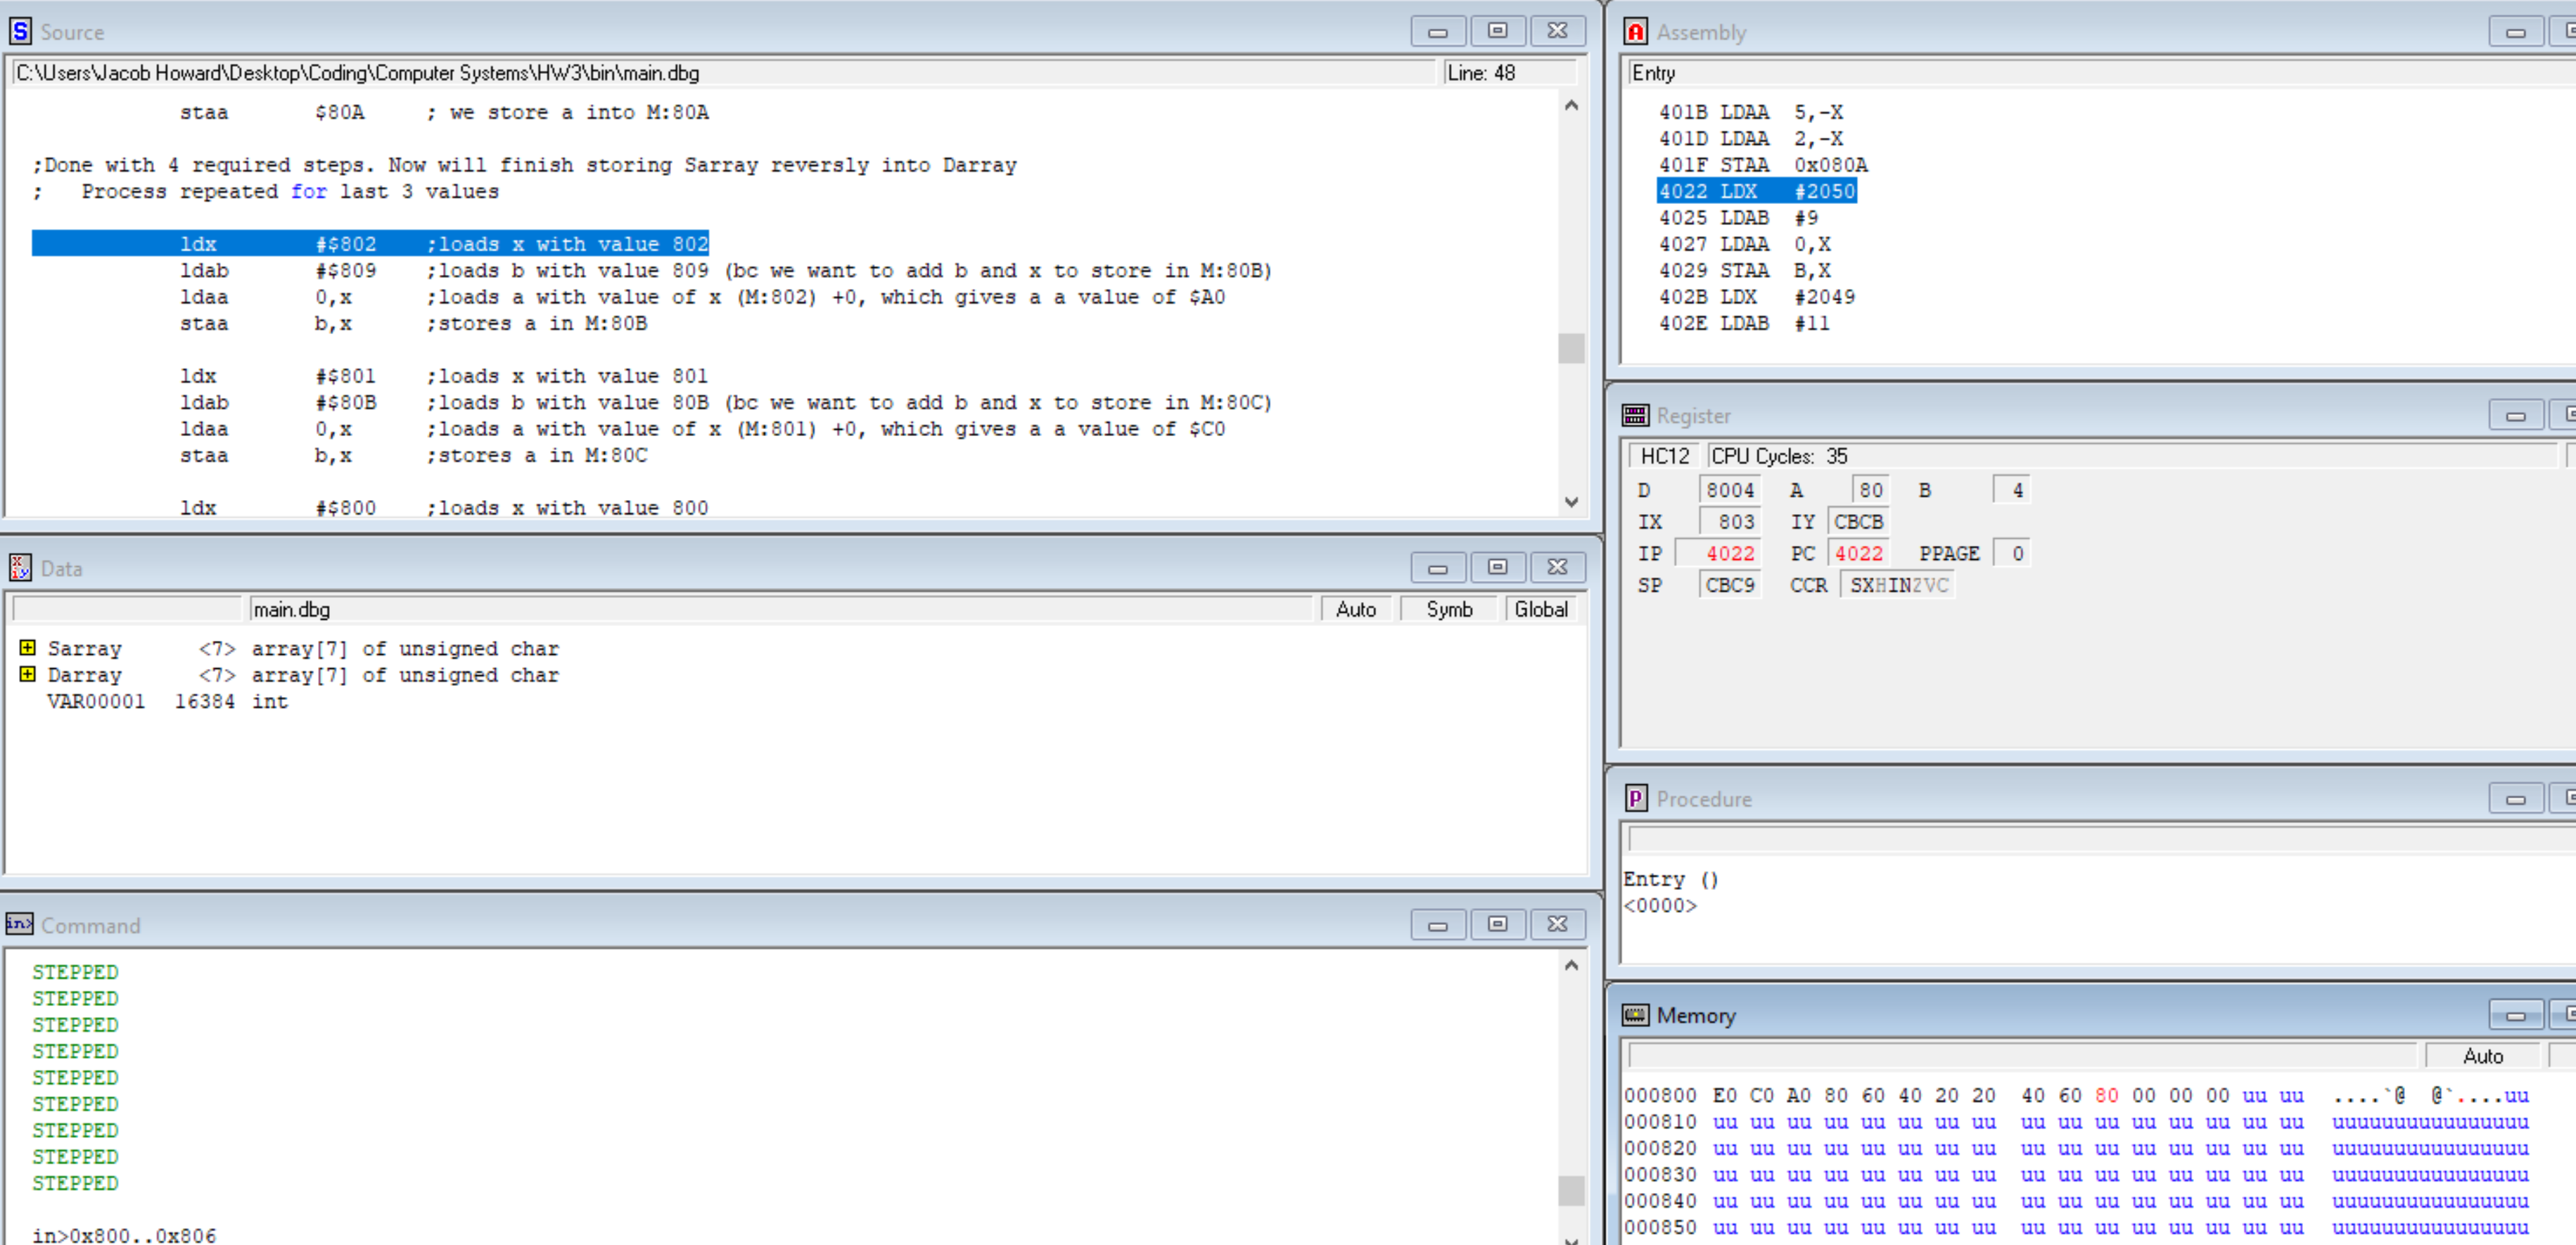 Source
C:\Users\Jacob Howard\Desktop\Coding\Computer Systems\HW3\bin\main.dbg Line: 48
staa $80A ; we store a into M:80A
;Done with 4 required steps. Now will finish storing Sarray reversly into Darray
; Process repeated for last 3 values
ldx #$802 ;loads x with value 802
ldab #$809 ;loads b with value 809 (bc we want to add b and x to store in M:80B)
ldaa 0,x ;loads a with value of x (M:802) +0, which gives a a value of $A0
staa b,x ;stores a in M:80B
ldx #$801 ;loads x with value 801
ldab #$80B ;loads b with value 80B (bc we want to add b and x to store in M:80C)
ldaa 0,x ;loads a with value of x (M:801) +0, which gives a a value of $C0
staa b,x ;stores a in M:80C
ldx #$800 ;loads x with value 800
Data
main.dbg Auto Symb Global
Sarray <7> array[7] of unsigned char
Darray <7> array[7] of unsigned char
VAR00001 16384 int
in> Command
STEPPED
STEPPED
STEPPED
STEPPED
STEPPED
STEPPED
STEPPED
STEPPED
STEPPED
in>0x800..0x806
Assembly
Entry
401B LDAA 5,-X
401D LDAA 2,-X
401F STAA 0x080A
4022 LDX #2050
4025 LDAB #9
4027 LDAA 0,X
4029 STAA B,X
402B LDX #2049
402E LDAB #11
Register
HC12 CPU Cycles: 35
D 8004 A 80 B 4
IX 803 IY CBCB
IP 4022 PC 4022 PPAGE 0
SP CBC9 CCR SXHINZVC
Procedure
Entry ()
<0000>
Memory
Auto
000800 E0 C0 A0 80 60 40 20 20 40 60 80 00 00 00 uu uu ....`@ @`....uu
000810 uu uu uu uu uu uu uu uu uu uu uu uu uu uu uu uu uuuuuuuuuuuuuuuu
000820 uu uu uu uu uu uu uu uu uu uu uu uu uu uu uu uu uuuuuuuuuuuuuuuu
000830 uu uu uu uu uu uu uu uu uu uu uu uu uu uu uu uu uuuuuuuuuuuuuuuu
000840 uu uu uu uu uu uu uu uu uu uu uu uu uu uu uu uu uuuuuuuuuuuuuuuu
000850 uu uu uu uu uu uu uu uu uu uu uu uu uu uu uu uu uuuuuuuuuuuuuuuu